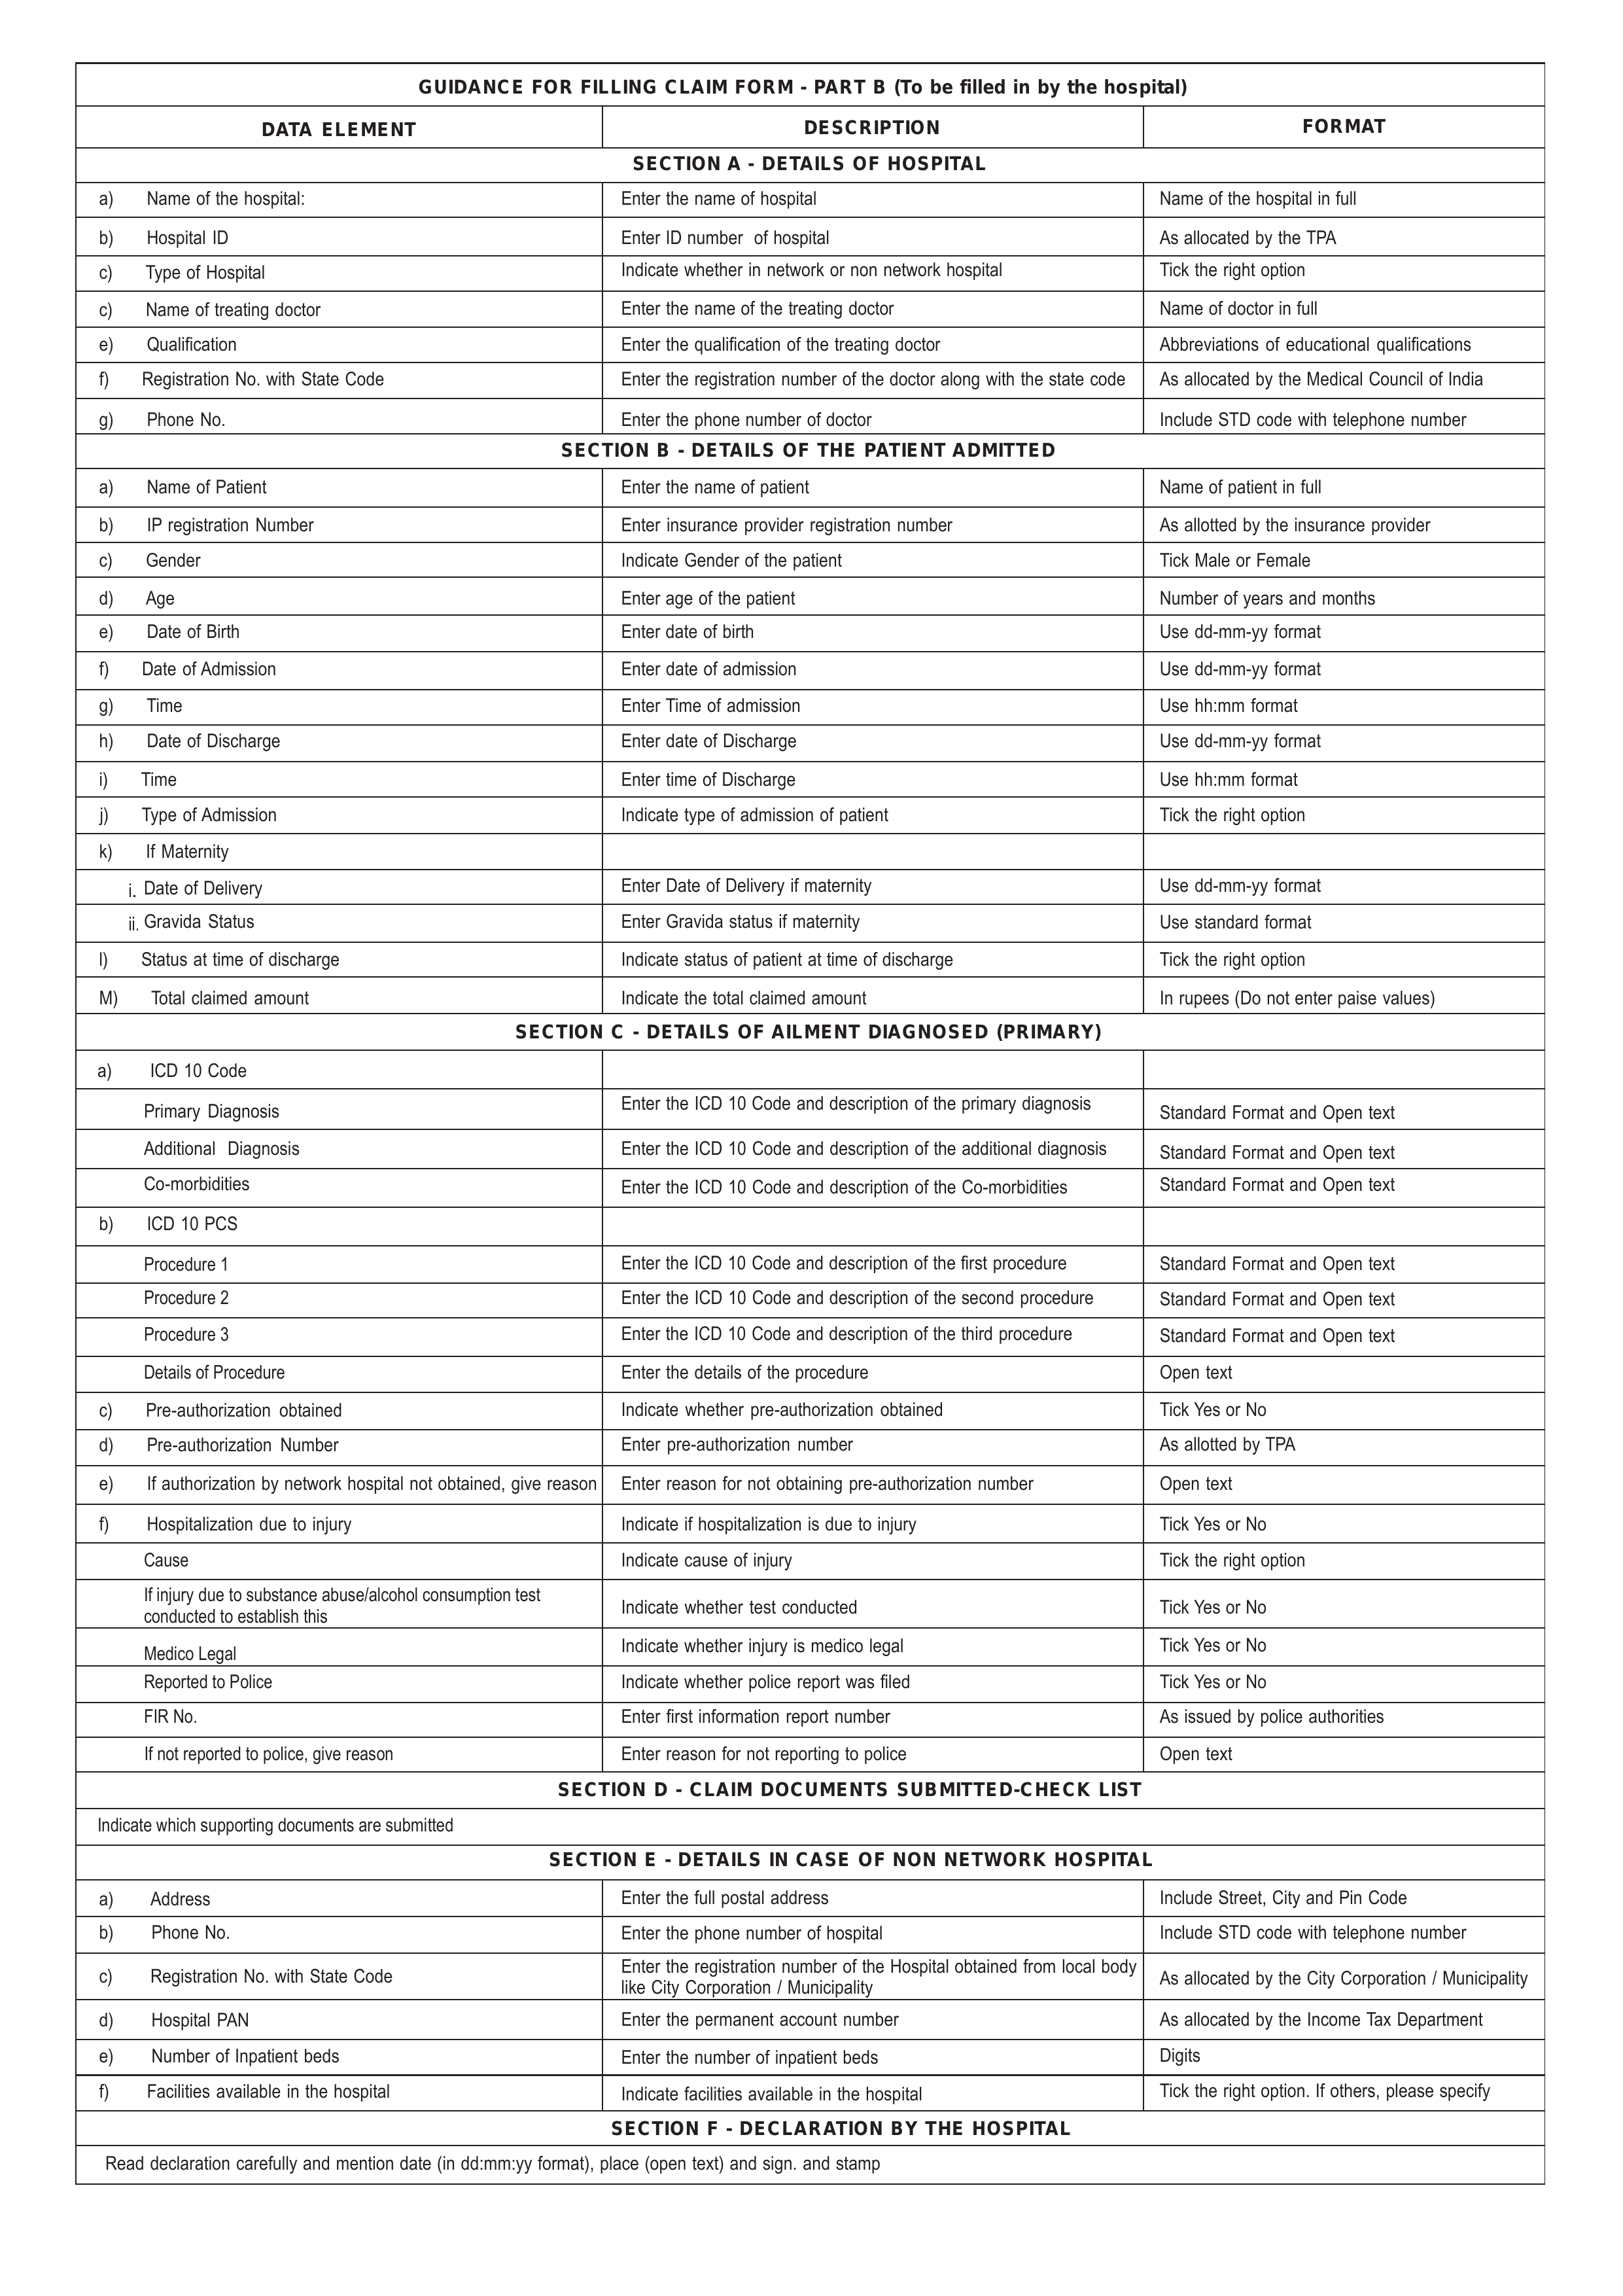 GUIDANCE FOR FILLING CLAIM FORM - PART B (To be filled in by the hospital)
DATA ELEMENT DESCRIPTION FORMAT
SECTION A - DETAILS OF HOSPITAL
a) Name of the hospital: Enter the name of hospital Name of the hospital in full
b) Hospital ID Enter ID number of hospital As allocated by the TPA
c) Type of Hospital Indicate whether in network or non network hospital Tick the right option
c) Name of treating doctor Enter the name of the treating doctor Name of doctor in full
e) Qualification Enter the qualification of the treating doctor Abbreviations of educational qualifications
f) Registration No. with State Code Enter the registration number of the doctor along with the state code As allocated by the Medical Council of India
g) Phone No. Enter the phone number of doctor Include STD code with telephone number
SECTION B - DETAILS OF THE PATIENT ADMITTED
a) Name of Patient Enter the name of patient Name of patient in full
b) IP registration Number Enter insurance provider registration number As allotted by the insurance provider
c) Gender Indicate Gender of the patient Tick Male or Female
d) Age Enter age of the patient Number of years and months
e) Date of Birth Enter date of birth Use dd-mm-yy format
f) Date of Admission Enter date of admission Use dd-mm-yy format
g) Time Enter Time of admission Use hh:mm format
h) Date of Discharge Enter date of Discharge Use dd-mm-yy format
i) Time Enter time of Discharge Use hh:mm format
j) Type of Admission Indicate type of admission of patient Tick the right option
k) If Maternity
i. Date of Delivery Enter Date of Delivery if maternity Use dd-mm-yy format
ii. Gravida Status Enter Gravida status if maternity Use standard format
l) Status at time of discharge Indicate status of patient at time of discharge Tick the right option
M) Total claimed amount Indicate the total claimed amount In rupees (Do not enter paise values)
SECTION C - DETAILS OF AILMENT DIAGNOSED (PRIMARY)
a) ICD 10 Code
Primary Diagnosis Enter the ICD 10 Code and description of the primary diagnosis Standard Format and Open text
Additional Diagnosis Enter the ICD 10 Code and description of the additional diagnosis Standard Format and Open text
Co-morbidities Enter the ICD 10 Code and description of the Co-morbidities Standard Format and Open text
b) ICD 10 PCS
Procedure 1 Enter the ICD 10 Code and description of the first procedure Standard Format and Open text
Procedure 2 Enter the ICD 10 Code and description of the second procedure Standard Format and Open text
Procedure 3 Enter the ICD 10 Code and description of the third procedure Standard Format and Open text
Details of Procedure Enter the details of the procedure Open text
c) Pre-authorization obtained Indicate whether pre-authorization obtained Tick Yes or No
d) Pre-authorization Number Enter pre-authorization number As allotted by TPA
e) If authorization by network hospital not obtained, give reason Enter reason for not obtaining pre-authorization number Open text
f) Hospitalization due to injury Indicate if hospitalization is due to injury Tick Yes or No
Cause Indicate cause of injury Tick the right option
If injury due to substance abuse/alcohol consumption test
conducted to establish this Indicate whether test conducted Tick Yes or No
Medico Legal Indicate whether injury is medico legal Tick Yes or No
Reported to Police Indicate whether police report was filed Tick Yes or No
FIR No. Enter first information report number As issued by police authorities
If not reported to police, give reason Enter reason for not reporting to police Open text
SECTION D - CLAIM DOCUMENTS SUBMITTED-CHECK LIST
Indicate which supporting documents are submitted
SECTION E - DETAILS IN CASE OF NON NETWORK HOSPITAL
a) Address Enter the full postal address Include Street, City and Pin Code
b) Phone No. Enter the phone number of hospital Include STD code with telephone number
c) Registration No. with State Code Enter the registration number of the Hospital obtained from local body
like City Corporation / Municipality As allocated by the City Corporation / Municipality
d) Hospital PAN Enter the permanent account number As allocated by the Income Tax Department
e) Number of Inpatient beds Enter the number of inpatient beds Digits
f) Facilities available in the hospital Indicate facilities available in the hospital Tick the right option. If others, please specify
SECTION F - DECLARATION BY THE HOSPITAL
Read declaration carefully and mention date (in dd:mm:yy format), place (open text) and sign. and stamp